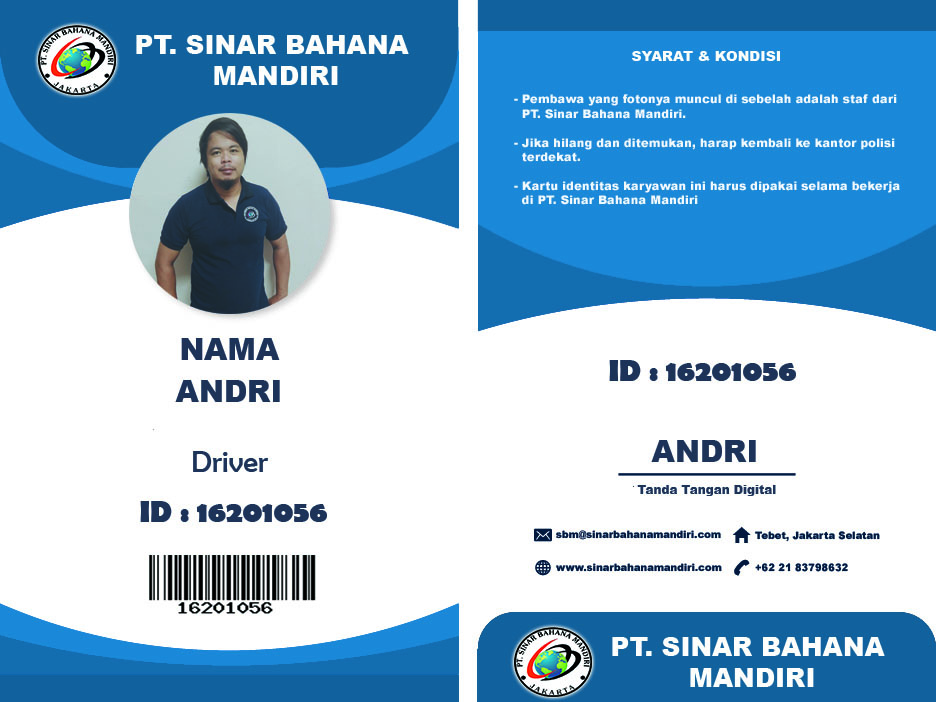 PT. SINAR BAHANA MANDIRI
JAKARTA
PT. SINAR BAHANA
MANDIRI
NAMA
ANDRI
Driver
ID : 16201056
16201056
SYARAT & KONDISI
- Pembawa yang fotonya muncul di sebelah adalah staf dari
PT. Sinar Bahana Mandiri.
- Jika hilang dan ditemukan, harap kembali ke kantor polisi
terdekat.
- Kartu identitas karyawan ini harus dipakai selama bekerja
di PT. Sinar Bahana Mandiri
ID : 16201056
ANDRI
Tanda Tangan Digital
sbm@sinarbahanamandiri.com
Tebet, Jakarta Selatan
www.sinarbahanamandiri.com
+62 21 83798632
PT. SINAR BAHANA MANDIRI
JAKARTA
PT. SINAR BAHANA
MANDIRI